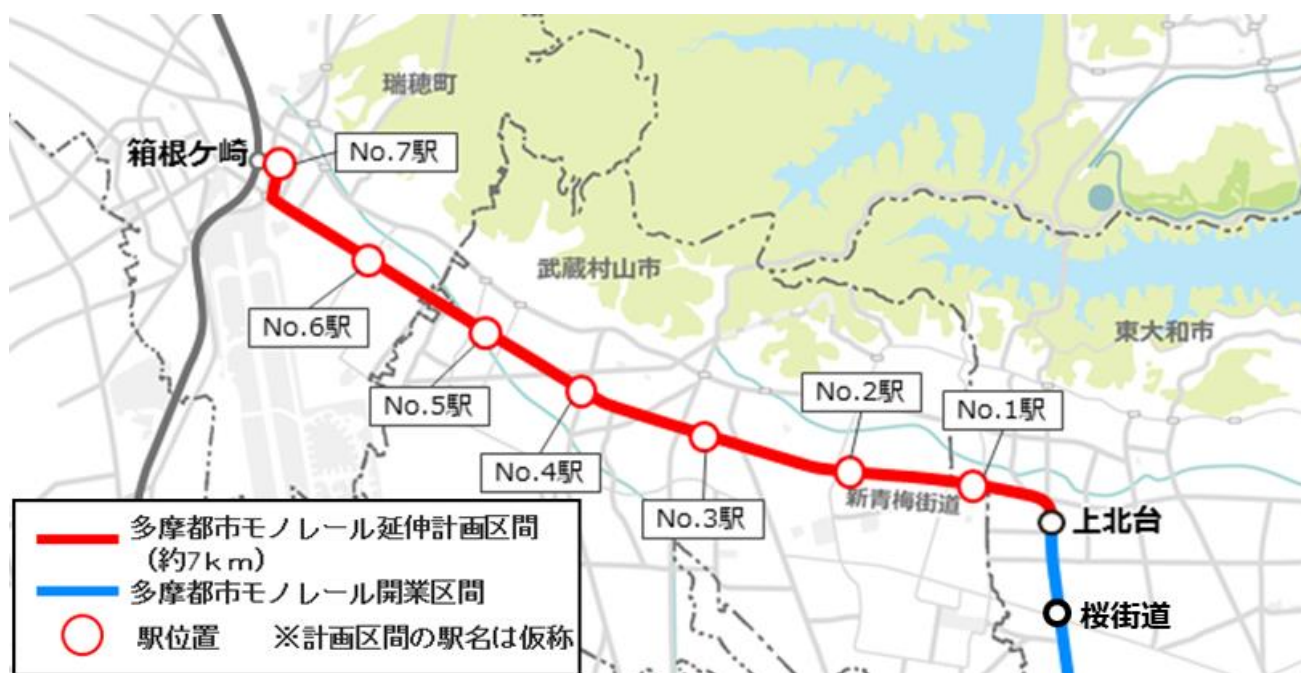 瑞穂町
箱根ケ崎
No.7駅
武蔵村山市
No.6駅
東大和市
No.5駅
No.2駅
No.1駅
No.4駅
新青梅街道
No.3駅
上北台
桜街道
多摩都市モノレール延伸計画区間
(約7km)
多摩都市モノレール開業区間
駅位置 ※計画区間の駅名は仮称